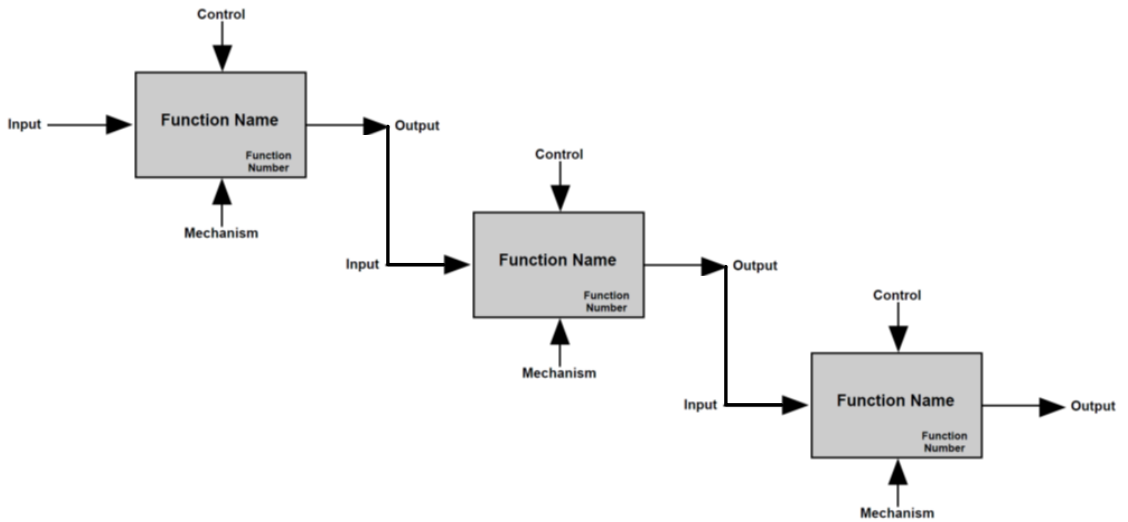 Control
Input
Function Name
Function
Number
Output
Mechanism
Control
Input
Function Name
Function
Number
Output
Mechanism
Control
Input
Function Name
Function
Number
Output
Mechanism